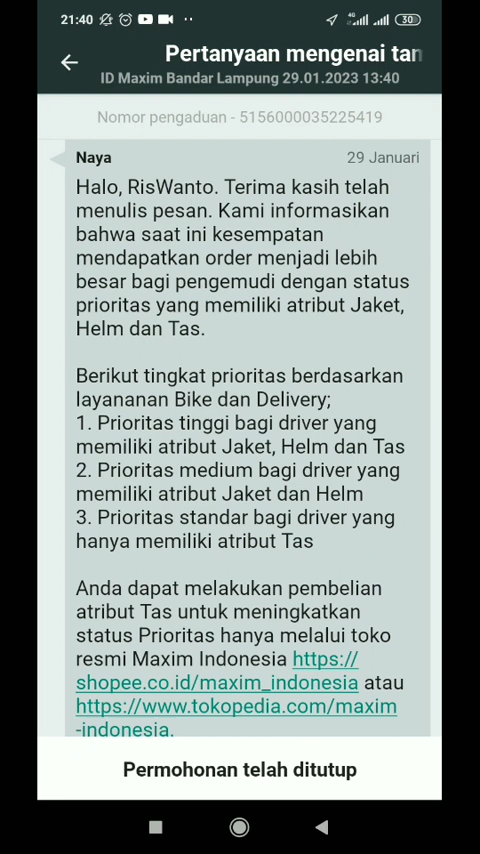 21:40
4G
30
Pertanyaan mengenai tan
ID Maxim Bandar Lampung 29.01.2023 13:40
Nomor pengaduan - 5156000035225419
Naya
29 Januari
Halo, RisWanto. Terima kasih telah
menulis pesan. Kami informasikan
bahwa saat ini kesempatan
mendapatkan order menjadi lebih
besar bagi pengemudi dengan status
prioritas yang memiliki atribut Jaket,
Helm dan Tas.
Berikut tingkat prioritas berdasarkan
layananan Bike dan Delivery;
1. Prioritas tinggi bagi driver yang
memiliki atribut Jaket, Helm dan Tas
2. Prioritas medium bagi driver yang
memiliki atribut Jaket dan Helm
3. Prioritas standar bagi driver yang
hanya memiliki atribut Tas
Anda dapat melakukan pembelian
atribut Tas untuk meningkatkan
status Prioritas hanya melalui toko
resmi Maxim Indonesia https://
shopee.co.id/maxim_indonesia atau
https://www.tokopedia.com/maxim
-indonesia.
Permohonan telah ditutup